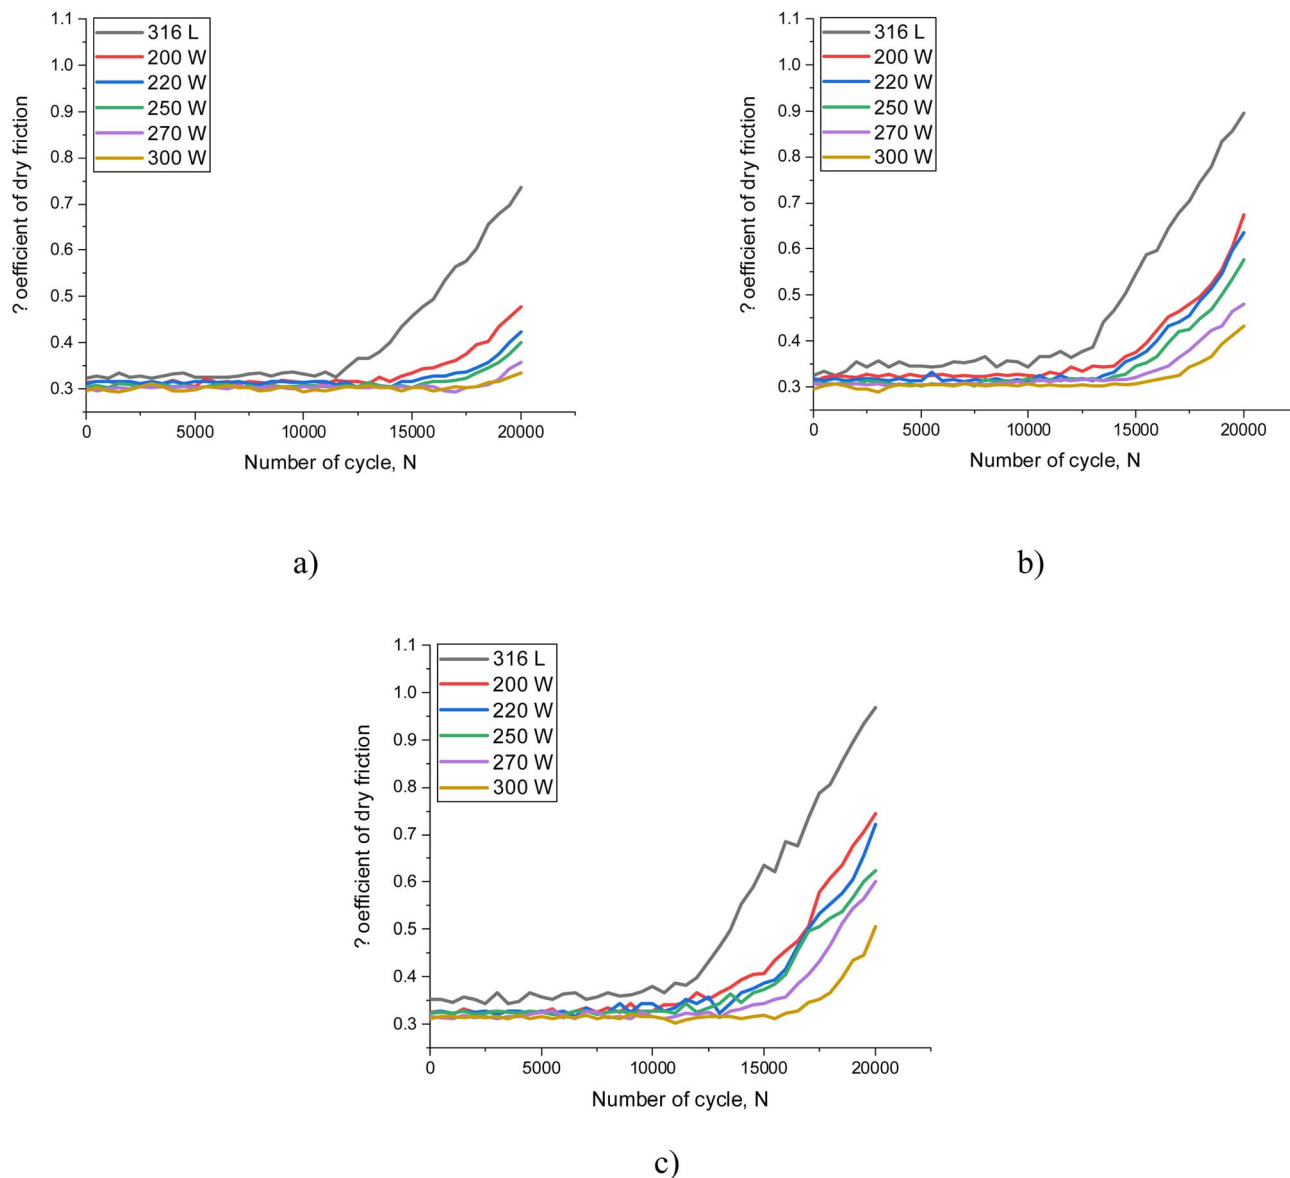 1.1
1.0
0.9
0.8
0.7
0.6
0.5
0.4
0.3
? oefficient of dry friction
316 L
200 W
220 W
250 W
270 W
300 W
0 5000 10000 15000 20000
Number of cycle, N
a)
1.1
1.0
0.9
0.8
0.7
0.6
0.5
0.4
0.3
? oefficient of dry friction
316 L
200 W
220 W
250 W
270 W
300 W
0 5000 10000 15000 20000
Number of cycle, N
b)
1.1
1.0
0.9
0.8
0.7
0.6
0.5
0.4
0.3
? oefficient of dry friction
316 L
200 W
220 W
250 W
270 W
300 W
0 5000 10000 15000 20000
Number of cycle, N
c)